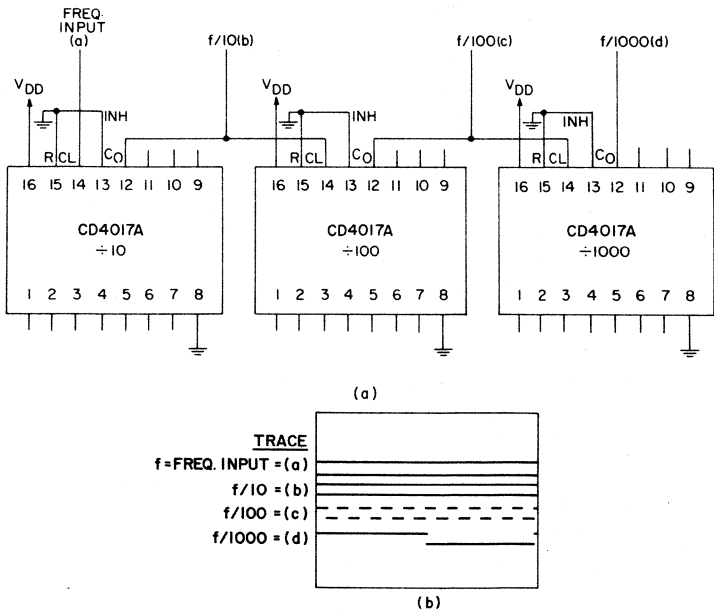 FREQ.
INPUT
(a)
f/10(b)
f/100(c)
f/1000(d)
VDD
INH
VDD
INH
VDD
INH
R CL CO
R CL CO
R CL CO
16 15 14 13 12 11 10 9
16 15 14 13 12 11 10 9
16 15 14 13 12 11 10 9
CD4017A
÷10
CD4017A
÷100
CD4017A
÷1000
1 2 3 4 5 6 7 8
1 2 3 4 5 6 7 8
1 2 3 4 5 6 7 8
(a)
TRACE
f=FREQ. INPUT =(a)
f/10 =(b)
f/100 =(c)
f/1000 =(d)
(b)